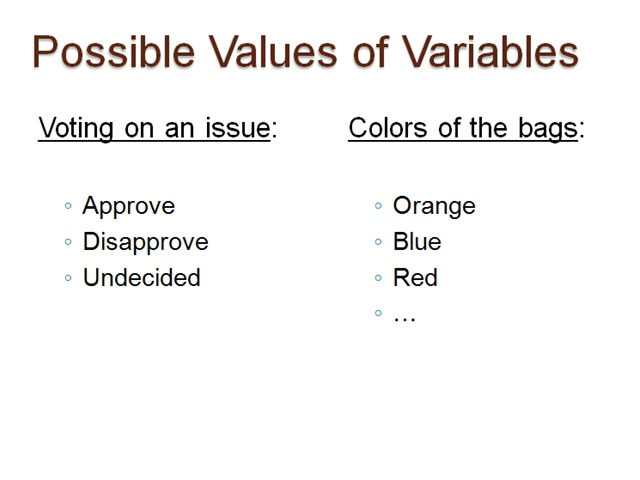 Possible Values of Variables
Voting on an issue:
◦ Approve
◦ Disapprove
◦ Undecided
Colors of the bags:
◦ Orange
◦ Blue
◦ Red
◦ ...